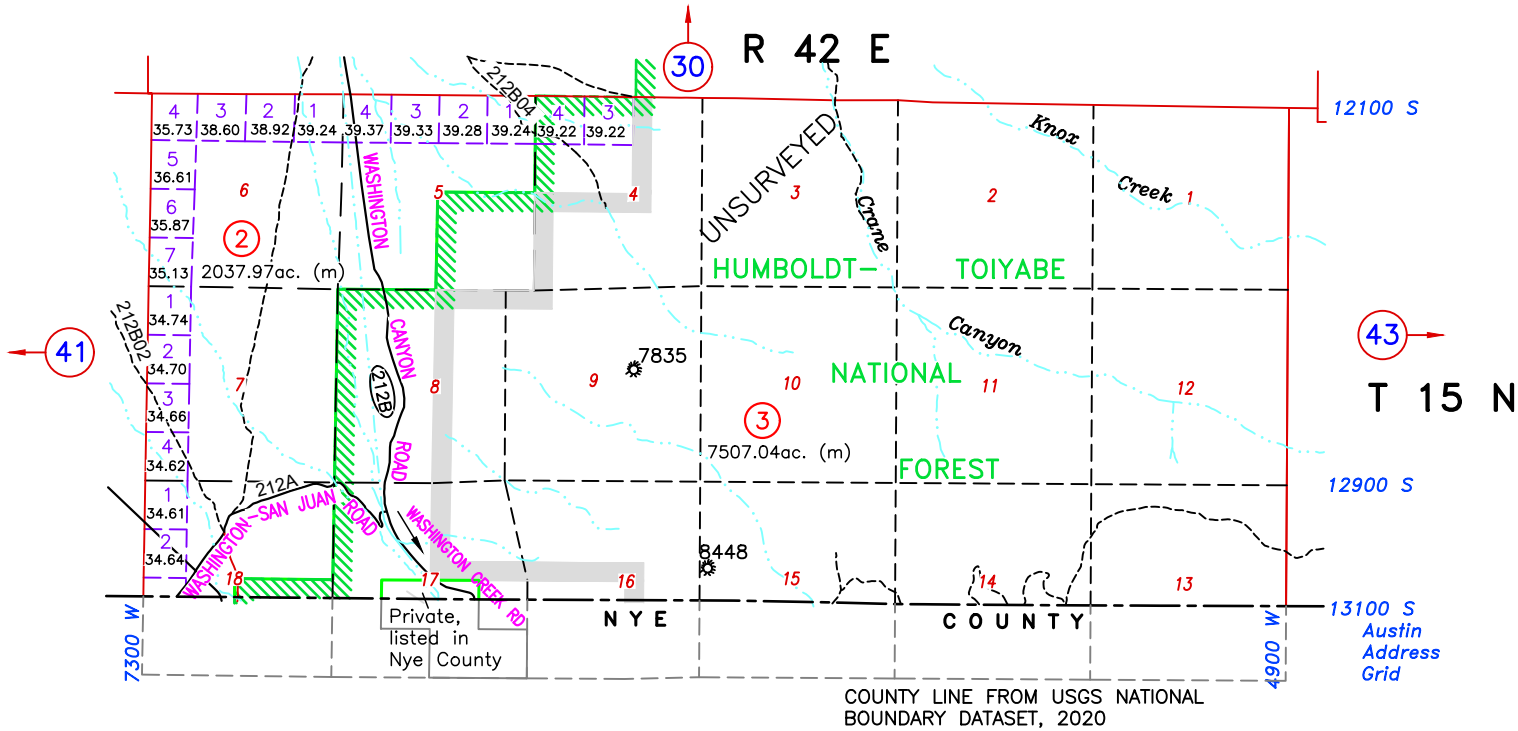 R 42 E
30
12100 S
4 3 2 1 4 3 2 1 4 3
35.73 38.60 38.92 39.24 39.37 39.33 39.28 39.24 39.22 39.22
212B04
5
36.61
6
35.87
7
35.13
6
5
4
3
2
1
UNSURVEYED
Knox
Creek
Crane
Canyon
2
2037.97ac. (m)
HUMBOLDT- TOIYABE
NATIONAL
FOREST
WASHINGTON
CANYON
ROAD
212B
212B02
41
43
T 15 N
1
34.74
2
34.70
3
34.66
4
34.62
7
8
9
10
11
12
7835
3
7507.04ac. (m)
12900 S
1
34.61
2
34.64
212A
WASHINGTON-SAN JUAN ROAD
WASHINGTON CREEK RD
8448
18
17
16
15
14
13
13100 S
NYE COUNTY
Private,
listed in
Nye County
7300 W
4900 W
Austin
Address
Grid
COUNTY LINE FROM USGS NATIONAL
BOUNDARY DATASET, 2020